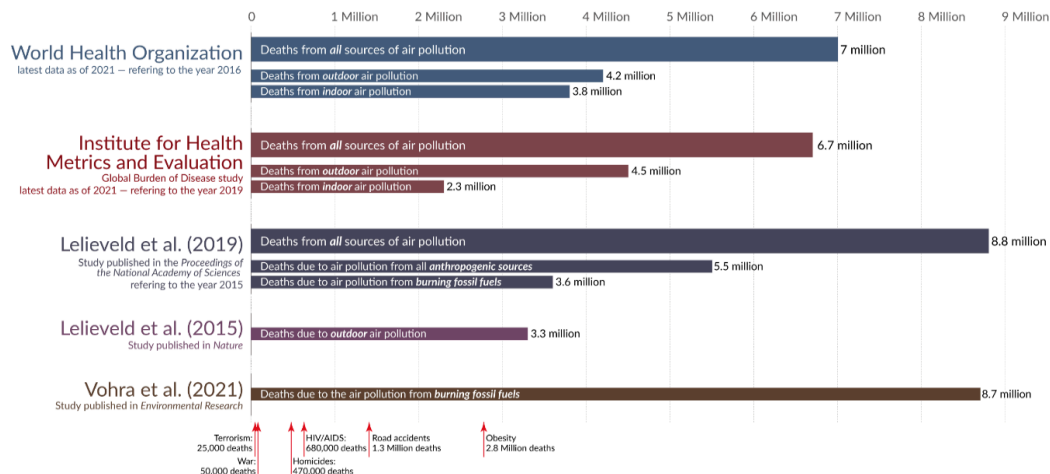 0 1 Million 2 Million 3 Million 4 Million 5 Million 6 Million 7 Million 8 Million 9 Million
World Health Organization
latest data as of 2021 — refering to the year 2016
Deaths from all sources of air pollution 7 million
Deaths from outdoor air pollution 4.2 million
Deaths from indoor air pollution 3.8 million
Institute for Health
Metrics and Evaluation
Global Burden of Disease study
latest data as of 2021 — refering to the year 2019
Deaths from all sources of air pollution 6.7 million
Deaths from outdoor air pollution 4.5 million
Deaths from indoor air pollution 2.3 million
Lelieveld et al. (2019)
Study published in the Proceedings of
the National Academy of Sciences
refering to the year 2015
Deaths from all sources of air pollution 8.8 million
Deaths due to air pollution from all anthropogenic sources 5.5 million
Deaths due to air pollution from burning fossil fuels 3.6 million
Lelieveld et al. (2015)
Study published in Nature
Deaths due to outdoor air pollution 3.3 million
Vohra et al. (2021)
Study published in Environmental Research
Deaths due to the air pollution from burning fossil fuels 8.7 million
Terrorism:
25,000 deaths
War:
50.000 deaths
Homicides:
470,000 deaths
HIV/AIDS:
680,000 deaths
Road accidents
1.3 Million deaths
Obesity
2.8 Million deaths